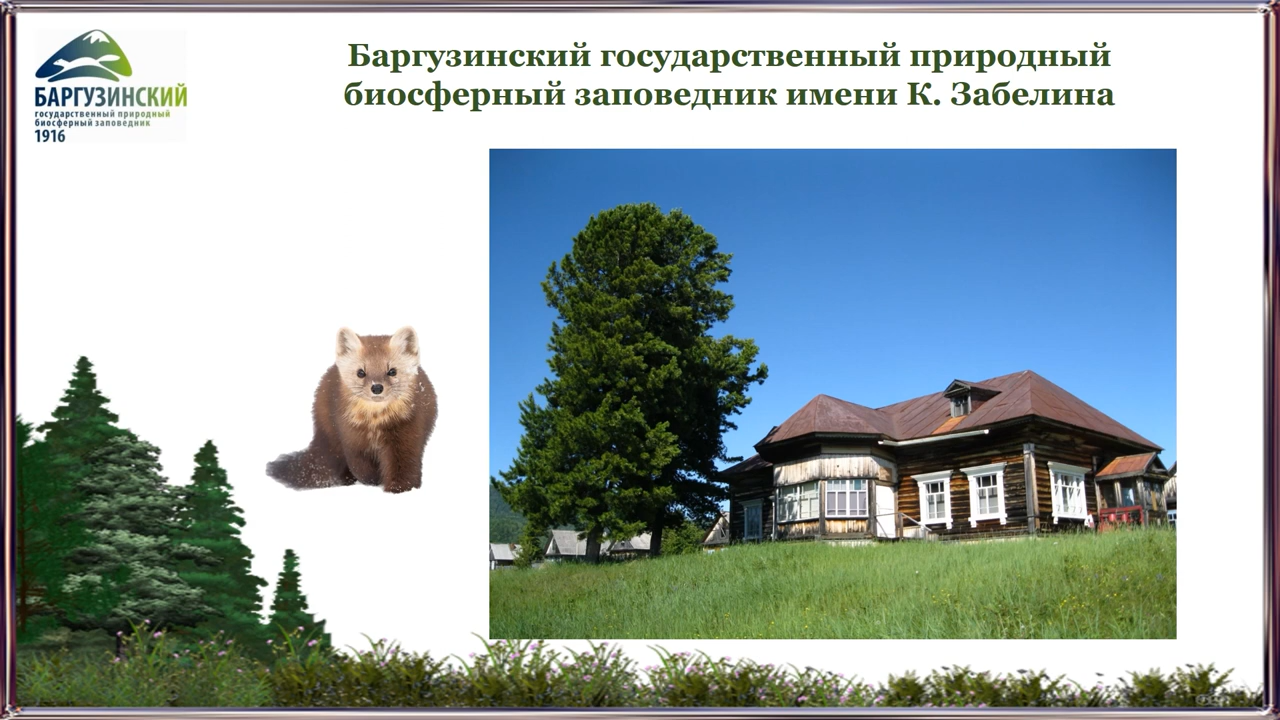 Баргузинский государственный природный
биосферный заповедник имени К. Забелина
БАРГУЗИНСКИЙ
государственный природный
биосферный заповедник
1916